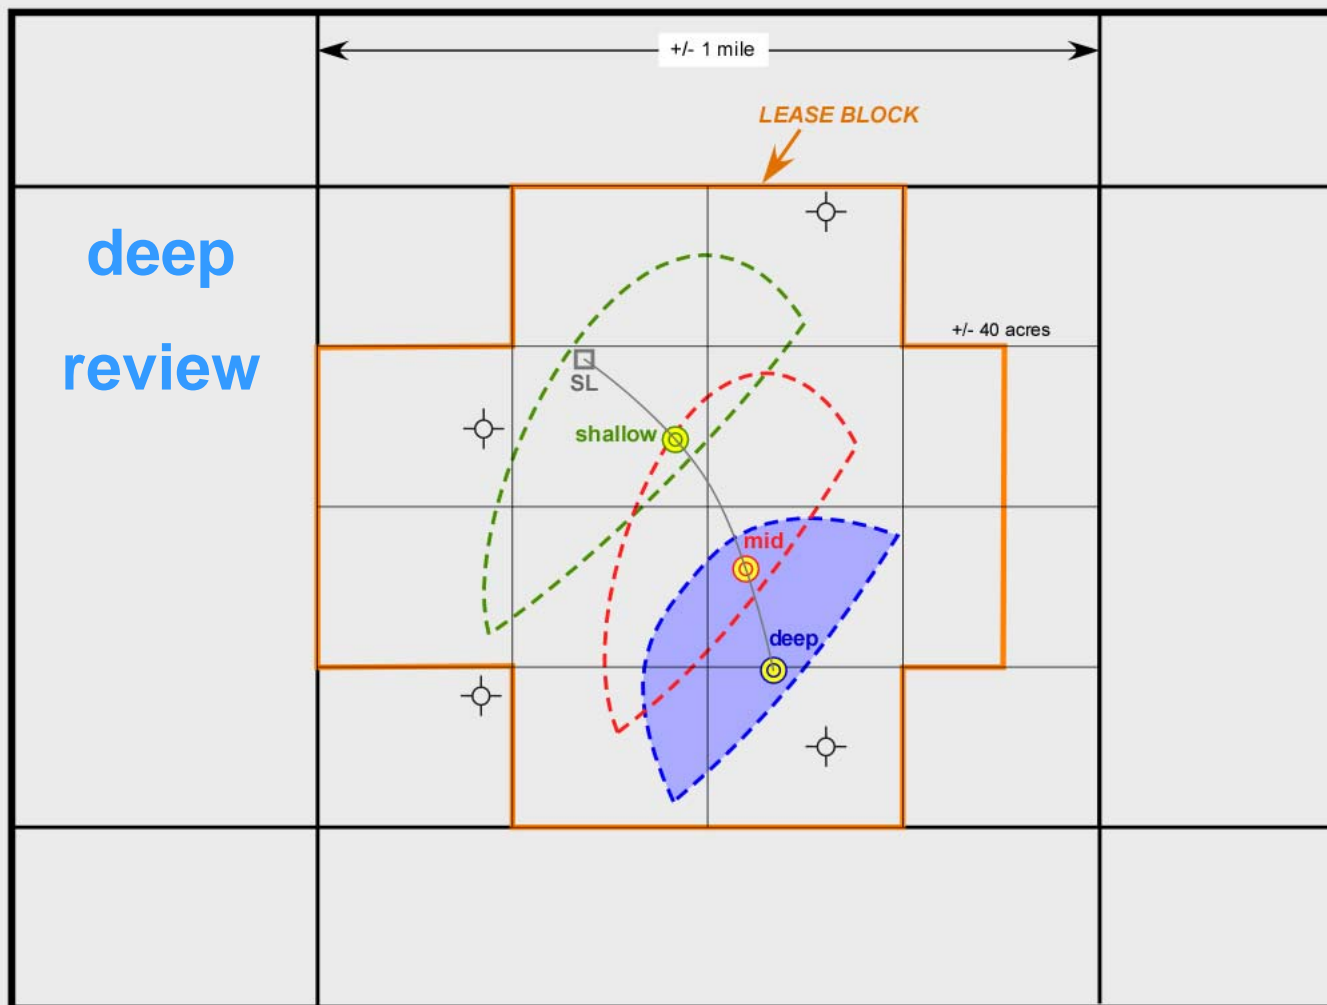 +/- 1 mile
LEASE BLOCK
deep
review
+/- 40 acres
SL
shallow
mid
deep